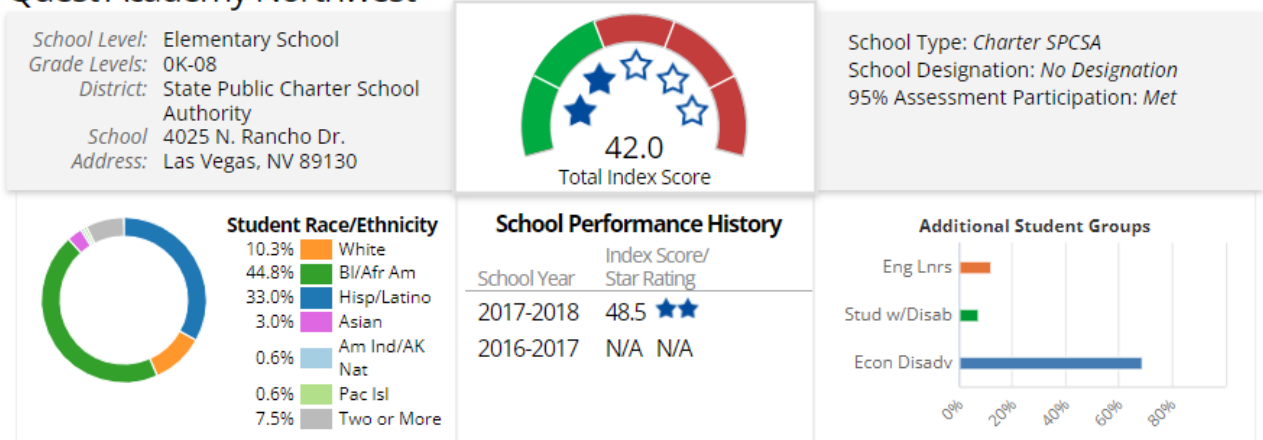 Quest Academy Northwest
School Level: Elementary School
Grade Levels: 0K-08
District: State Public Charter School
Authority
School 4025 N. Rancho Dr.
Address: Las Vegas, NV 89130
42.0
Total Index Score
School Type: Charter SPCSA
School Designation: No Designation
95% Assessment Participation: Met
Student Race/Ethnicity
10.3% White
44.8% Bl/Afr Am
33.0% Hisp/Latino
3.0% Asian
0.6% Am Ind/AK
Nat
0.6% Pac Isl
7.5% Two or More
School Performance History
Index Score/
School Year Star Rating
2017-2018 48.5
2016-2017 N/A N/A
Additional Student Groups
Eng Lnrs
Stud w/Disab
Econ Disadv
0% 20% 40% 60% 80%